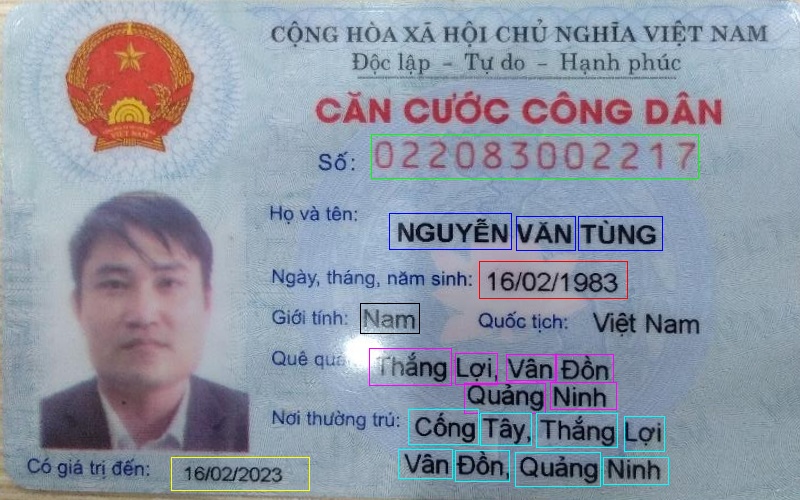 CỘNG HÒA XÃ HỘI CHỦ NGHĨA VIỆT NAM
Độc lập - Tự do - Hạnh phúc
CĂN CƯỚC CÔNG DÂN
Số: 022083002217
Họ và tên: NGUYỄN VĂN TÙNG
Ngày, tháng, năm sinh: 16/02/1983
Giới tính: Nam Quốc tịch: Việt Nam
Quê Thắng Lợi, Vân Đồn
Quảng Ninh
Nơi thường trú: Cống Tây, Thắng Lợi
Vân Đồn, Quảng Ninh
Có giá trị đến: 16/02/2023